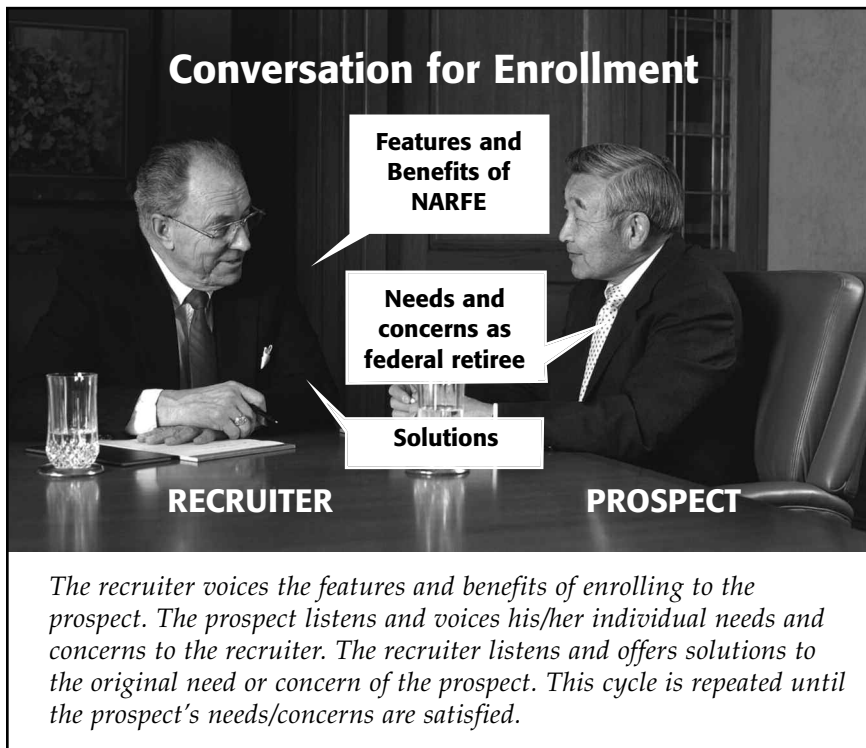 Conversation for Enrollment
Features and
Benefits of
NARFE
Needs and
concerns as
federal retiree
Solutions
RECRUITER
PROSPECT
The recruiter voices the features and benefits of enrolling to the
prospect. The prospect listens and voices his/her individual needs and
concerns to the recruiter. The recruiter listens and offers solutions to
the original need or concern of the prospect. This cycle is repeated until
the prospect's needs/concerns are satisfied.